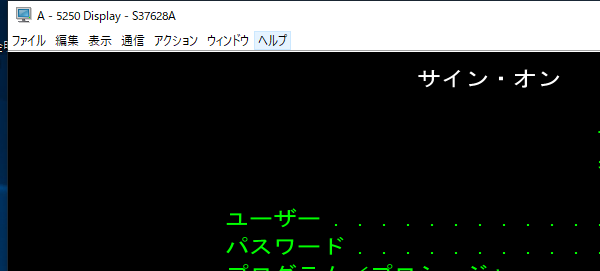 A - 5250 Display - S37628A
ファイル 編集 表示 通信 アクション ウィンドウ ヘルプ
サイン・オン
ユーザー . . . . . . . . . . . .
パスワード . . . . . . . . . . .